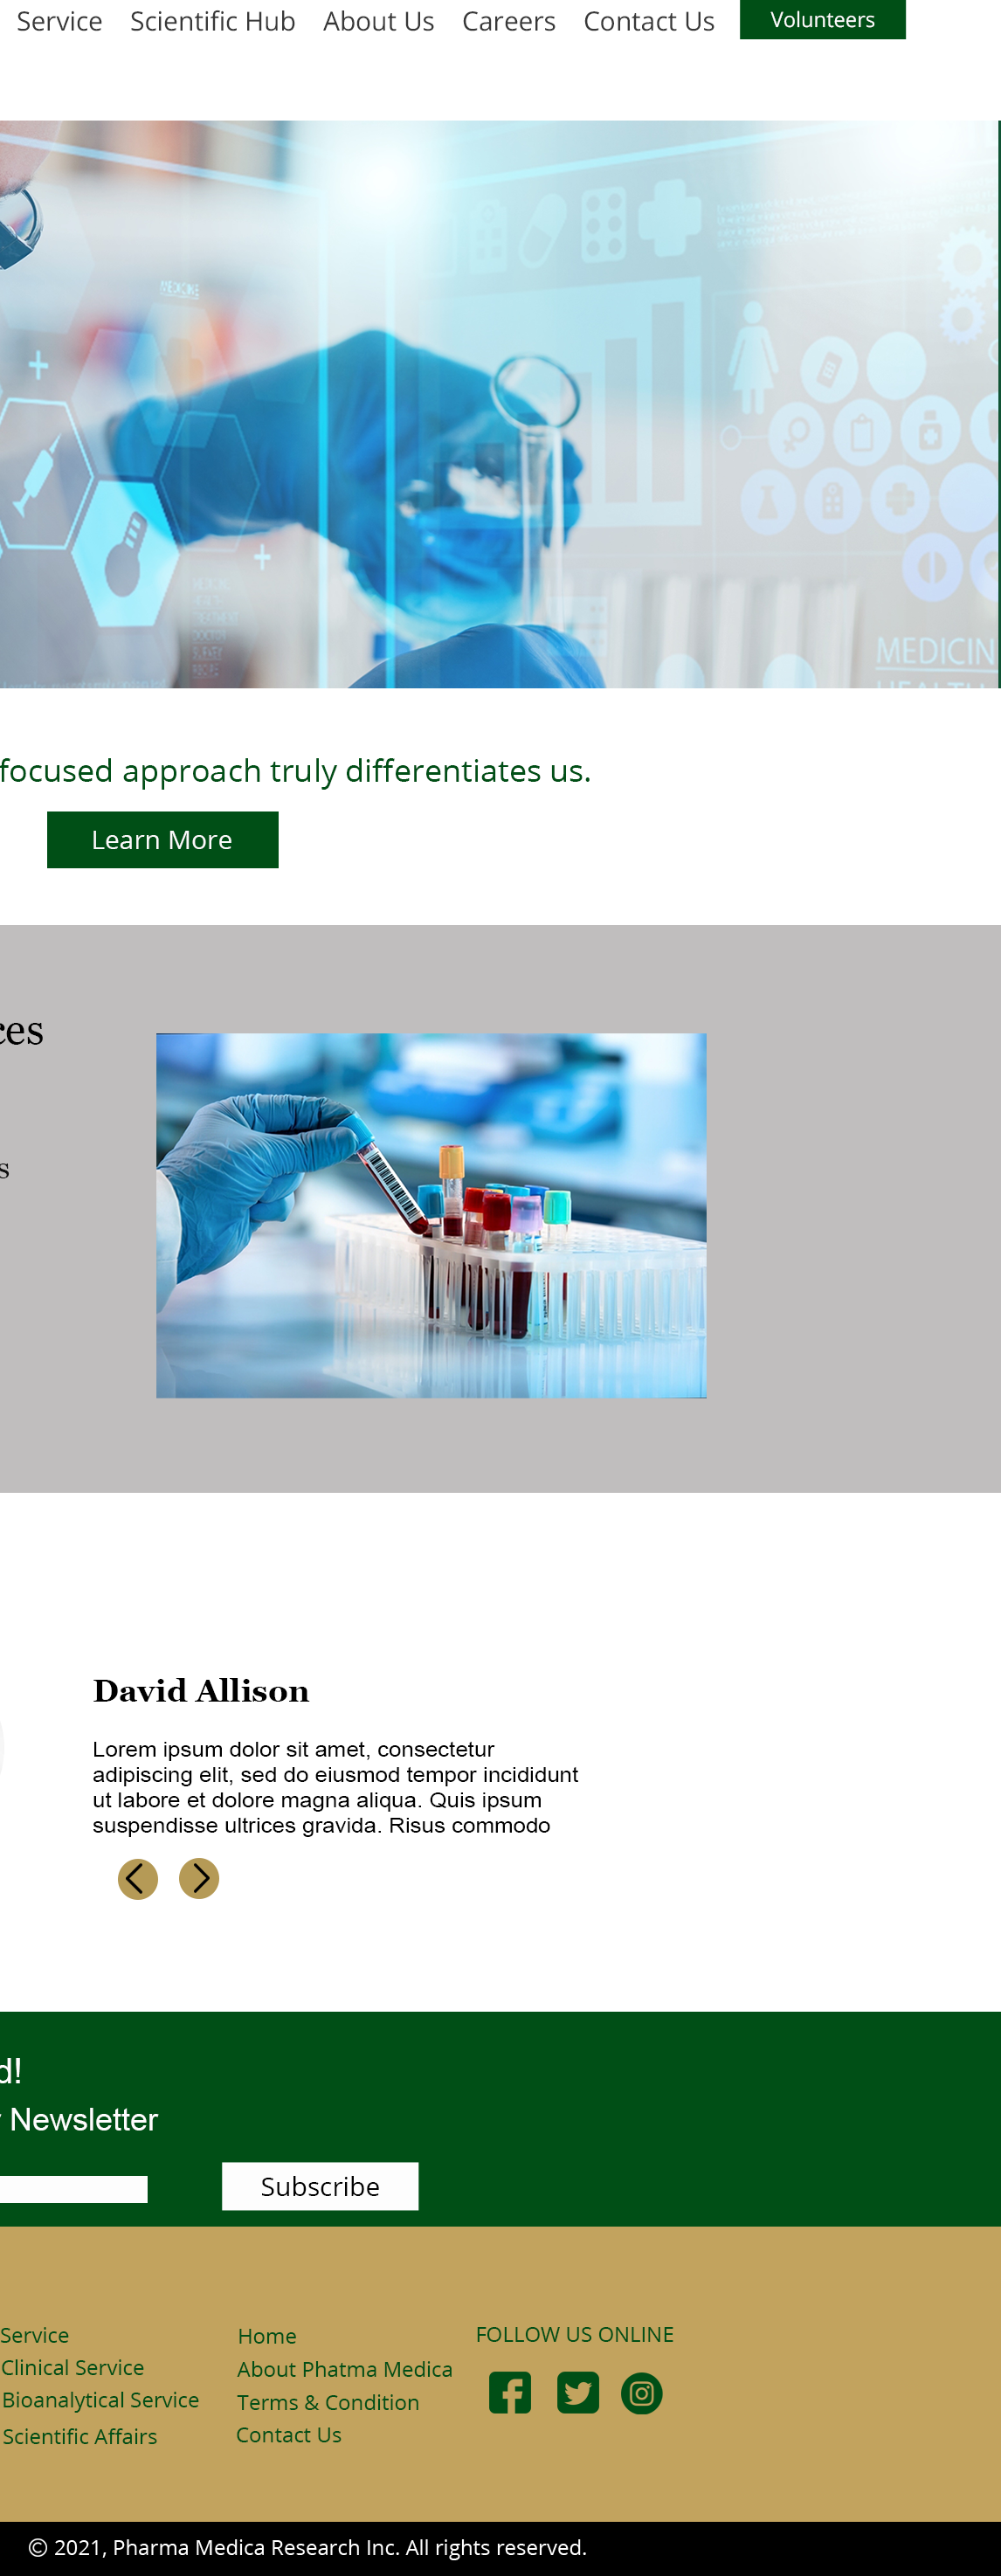 Service Scientific Hub About Us Careers Contact Us Volunteers
MEDICINE
MEDICIN
focused approach truly differentiates us.
Learn More
ces
s
David Allison
Lorem ipsum dolor sit amet, consectetur
adipiscing elit, sed do eiusmod tempor incididunt
ut labore et dolore magna aliqua. Quis ipsum
suspendisse ultrices gravida. Risus commodo
d!
Newsletter
Subscribe
Service
Clinical Service
Bioanalytical Service
Scientific Affairs
Home
About Phatma Medica
Terms & Condition
Contact Us
FOLLOW US ONLINE
© 2021, Pharma Medica Research Inc. All rights reserved.